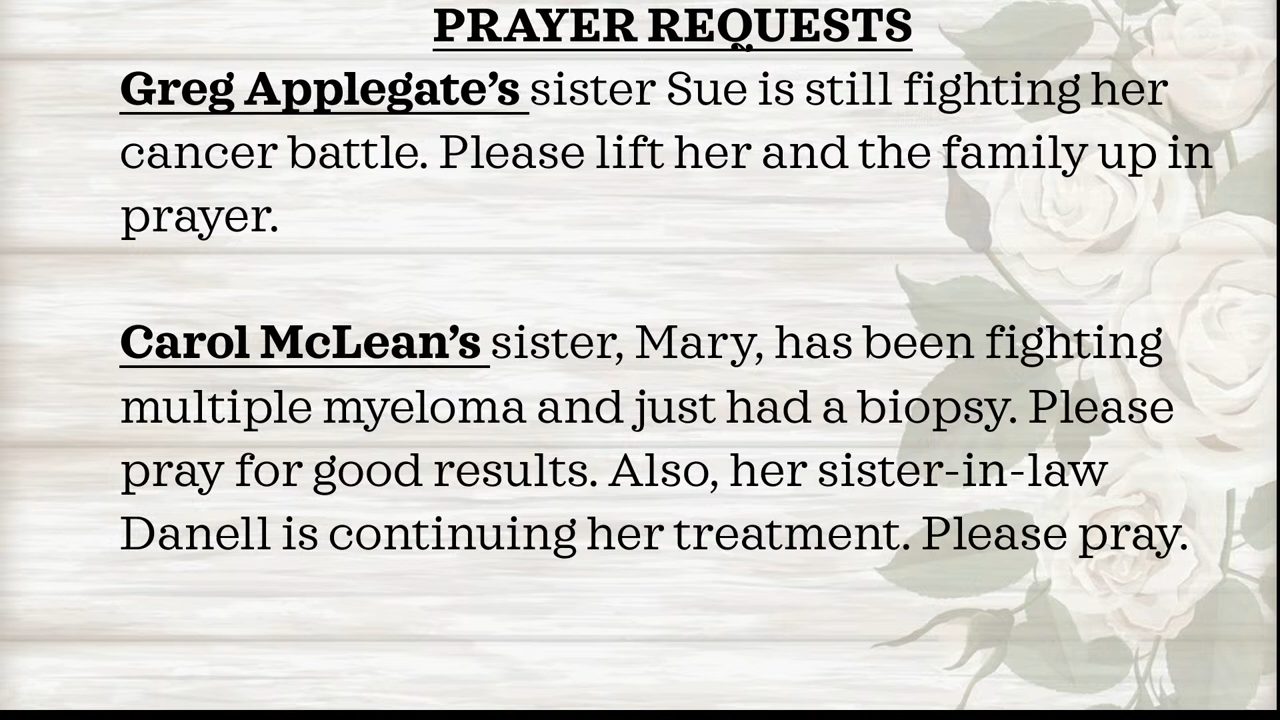 PRAYER REQUESTS
Greg Applegate’s sister Sue is still fighting her
cancer battle. Please lift her and the family up in
prayer.
Carol McLean’s sister, Mary, has been fighting
multiple myeloma and just had a biopsy. Please
pray for good results. Also, her sister-in-law
Danell is continuing her treatment. Please pray.